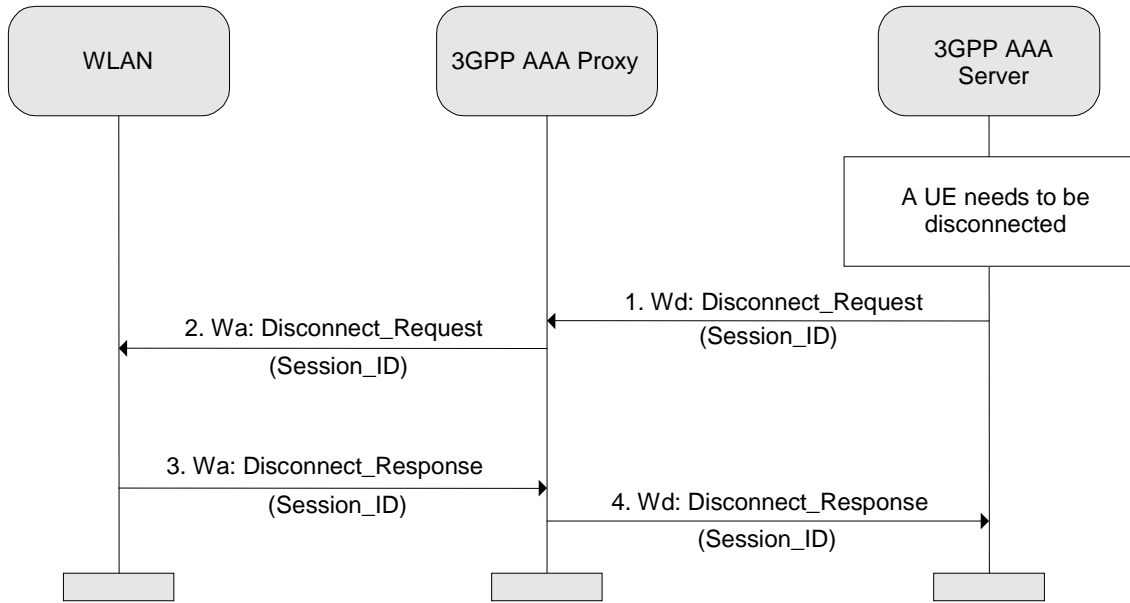 WLAN
3GPP AAA Proxy
3GPP AAA
Server
A UE needs to be
disconnected
1. Wd: Disconnect_Request
(Session_ID)
2. Wa: Disconnect_Request
(Session_ID)
3. Wa: Disconnect_Response
(Session_ID)
4. Wd: Disconnect_Response
(Session_ID)